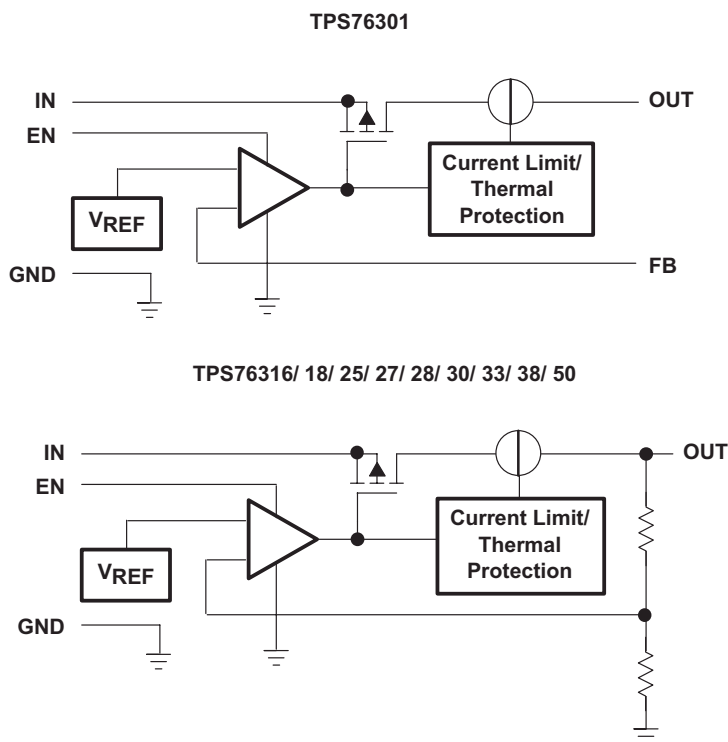 TPS76301
IN
OUT
EN
Current Limit/
Thermal
Protection
VREF
GND
FB
TPS76316/ 18/ 25/ 27/ 28/ 30/ 33/ 38/ 50
IN
OUT
EN
Current Limit/
Thermal
Protection
VREF
GND